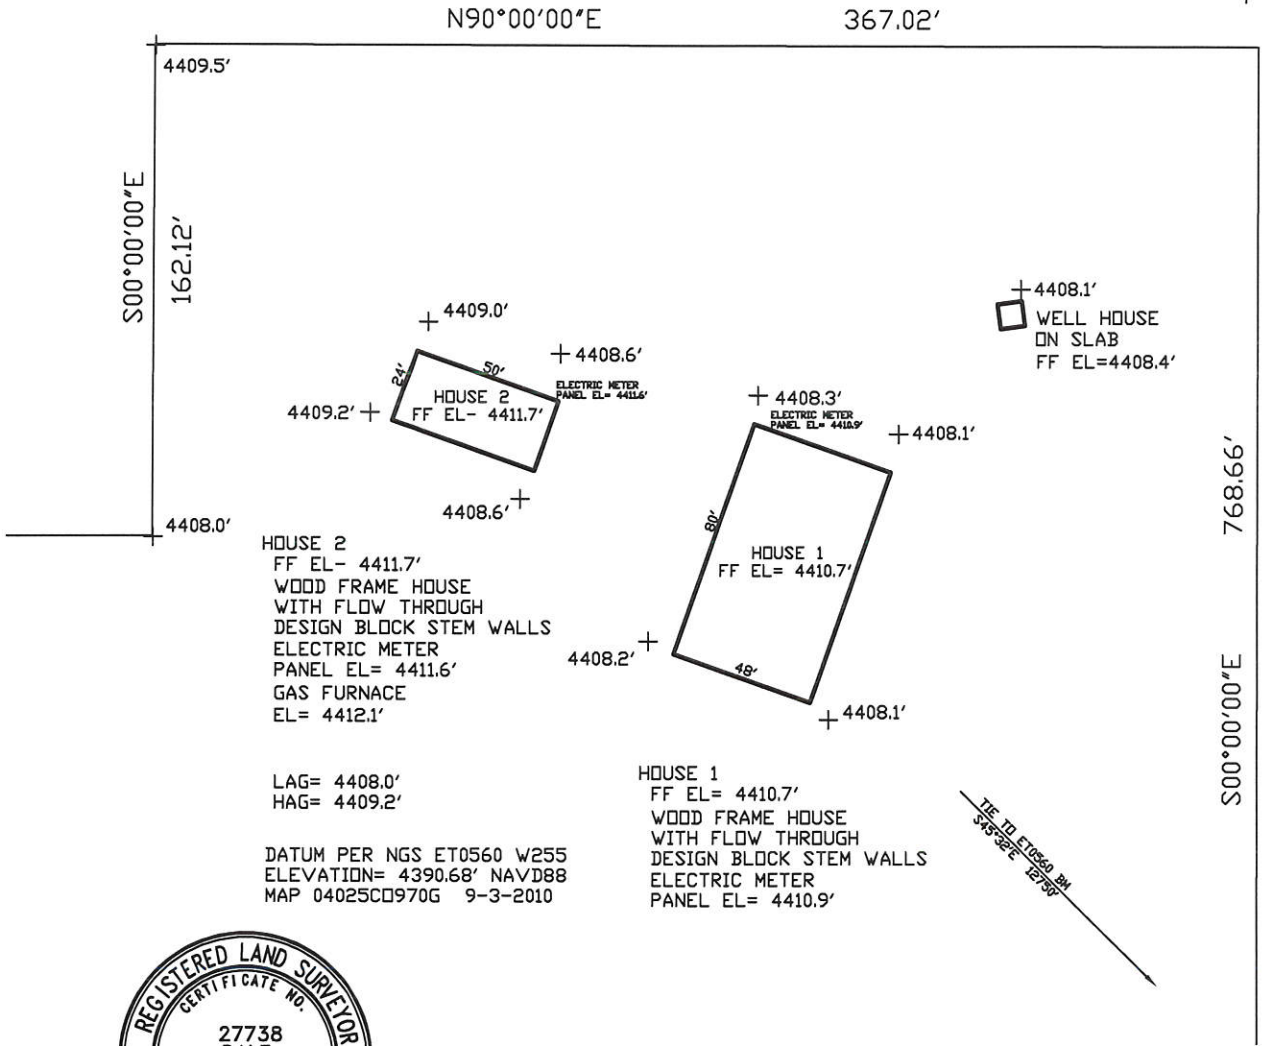 N90°00'00"E 367.02'
4409.5'
S00°00'00"E
162.12'
4409.0'
4408.6'
24'
50'
ELECTRIC METER
PANEL EL= 4411.6'
HOUSE 2
FF EL- 4411.7'
4409.2'
4408.6'
4408.0'
4408.1'
WELL HOUSE
ON SLAB
FF EL=4408.4'
4408.3'
ELECTRIC METER
PANEL EL= 4410.9'
4408.1'
80'
HOUSE 1
FF EL= 4410.7'
4408.2'
48'
4408.1'
768.66'
S00°00'00"E
HOUSE 2
FF EL- 4411.7'
WOOD FRAME HOUSE
WITH FLOW THROUGH
DESIGN BLOCK STEM WALLS
ELECTRIC METER
PANEL EL= 4411.6'
GAS FURNACE
EL= 4412.1'
LAG= 4408.0'
HAG= 4409.2'
DATUM PER NGS ET0560 W255
ELEVATION= 4390.68' NAVD88
MAP 04025CO970G 9-3-2010
HOUSE 1
FF EL= 4410.7'
WOOD FRAME HOUSE
WITH FLOW THROUGH
DESIGN BLOCK STEM WALLS
ELECTRIC METER
PANEL EL= 4410.9'
TIE TO ET0560 BM
S45°32'E 12750'
REGISTERED LAND SURVEYOR
CERTIFICATE NO.
27738